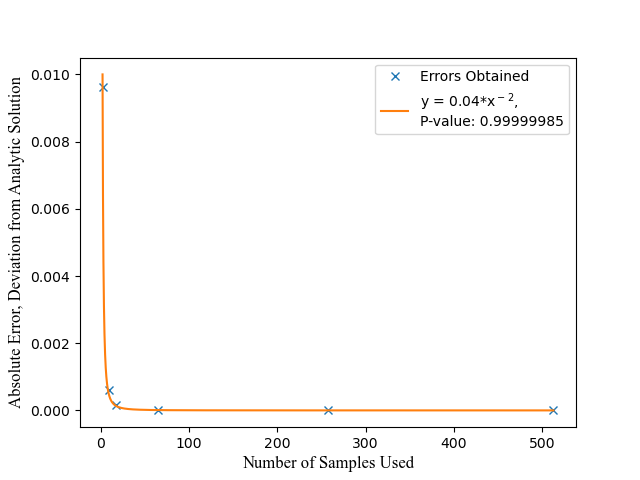 Errors Obtained
y = 0.04*x⁻²,
P-value: 0.99999985
0.010
0.008
0.006
0.004
0.002
0.000
Absolute Error, Deviation from Analytic Solution
0 100 200 300 400 500
Number of Samples Used